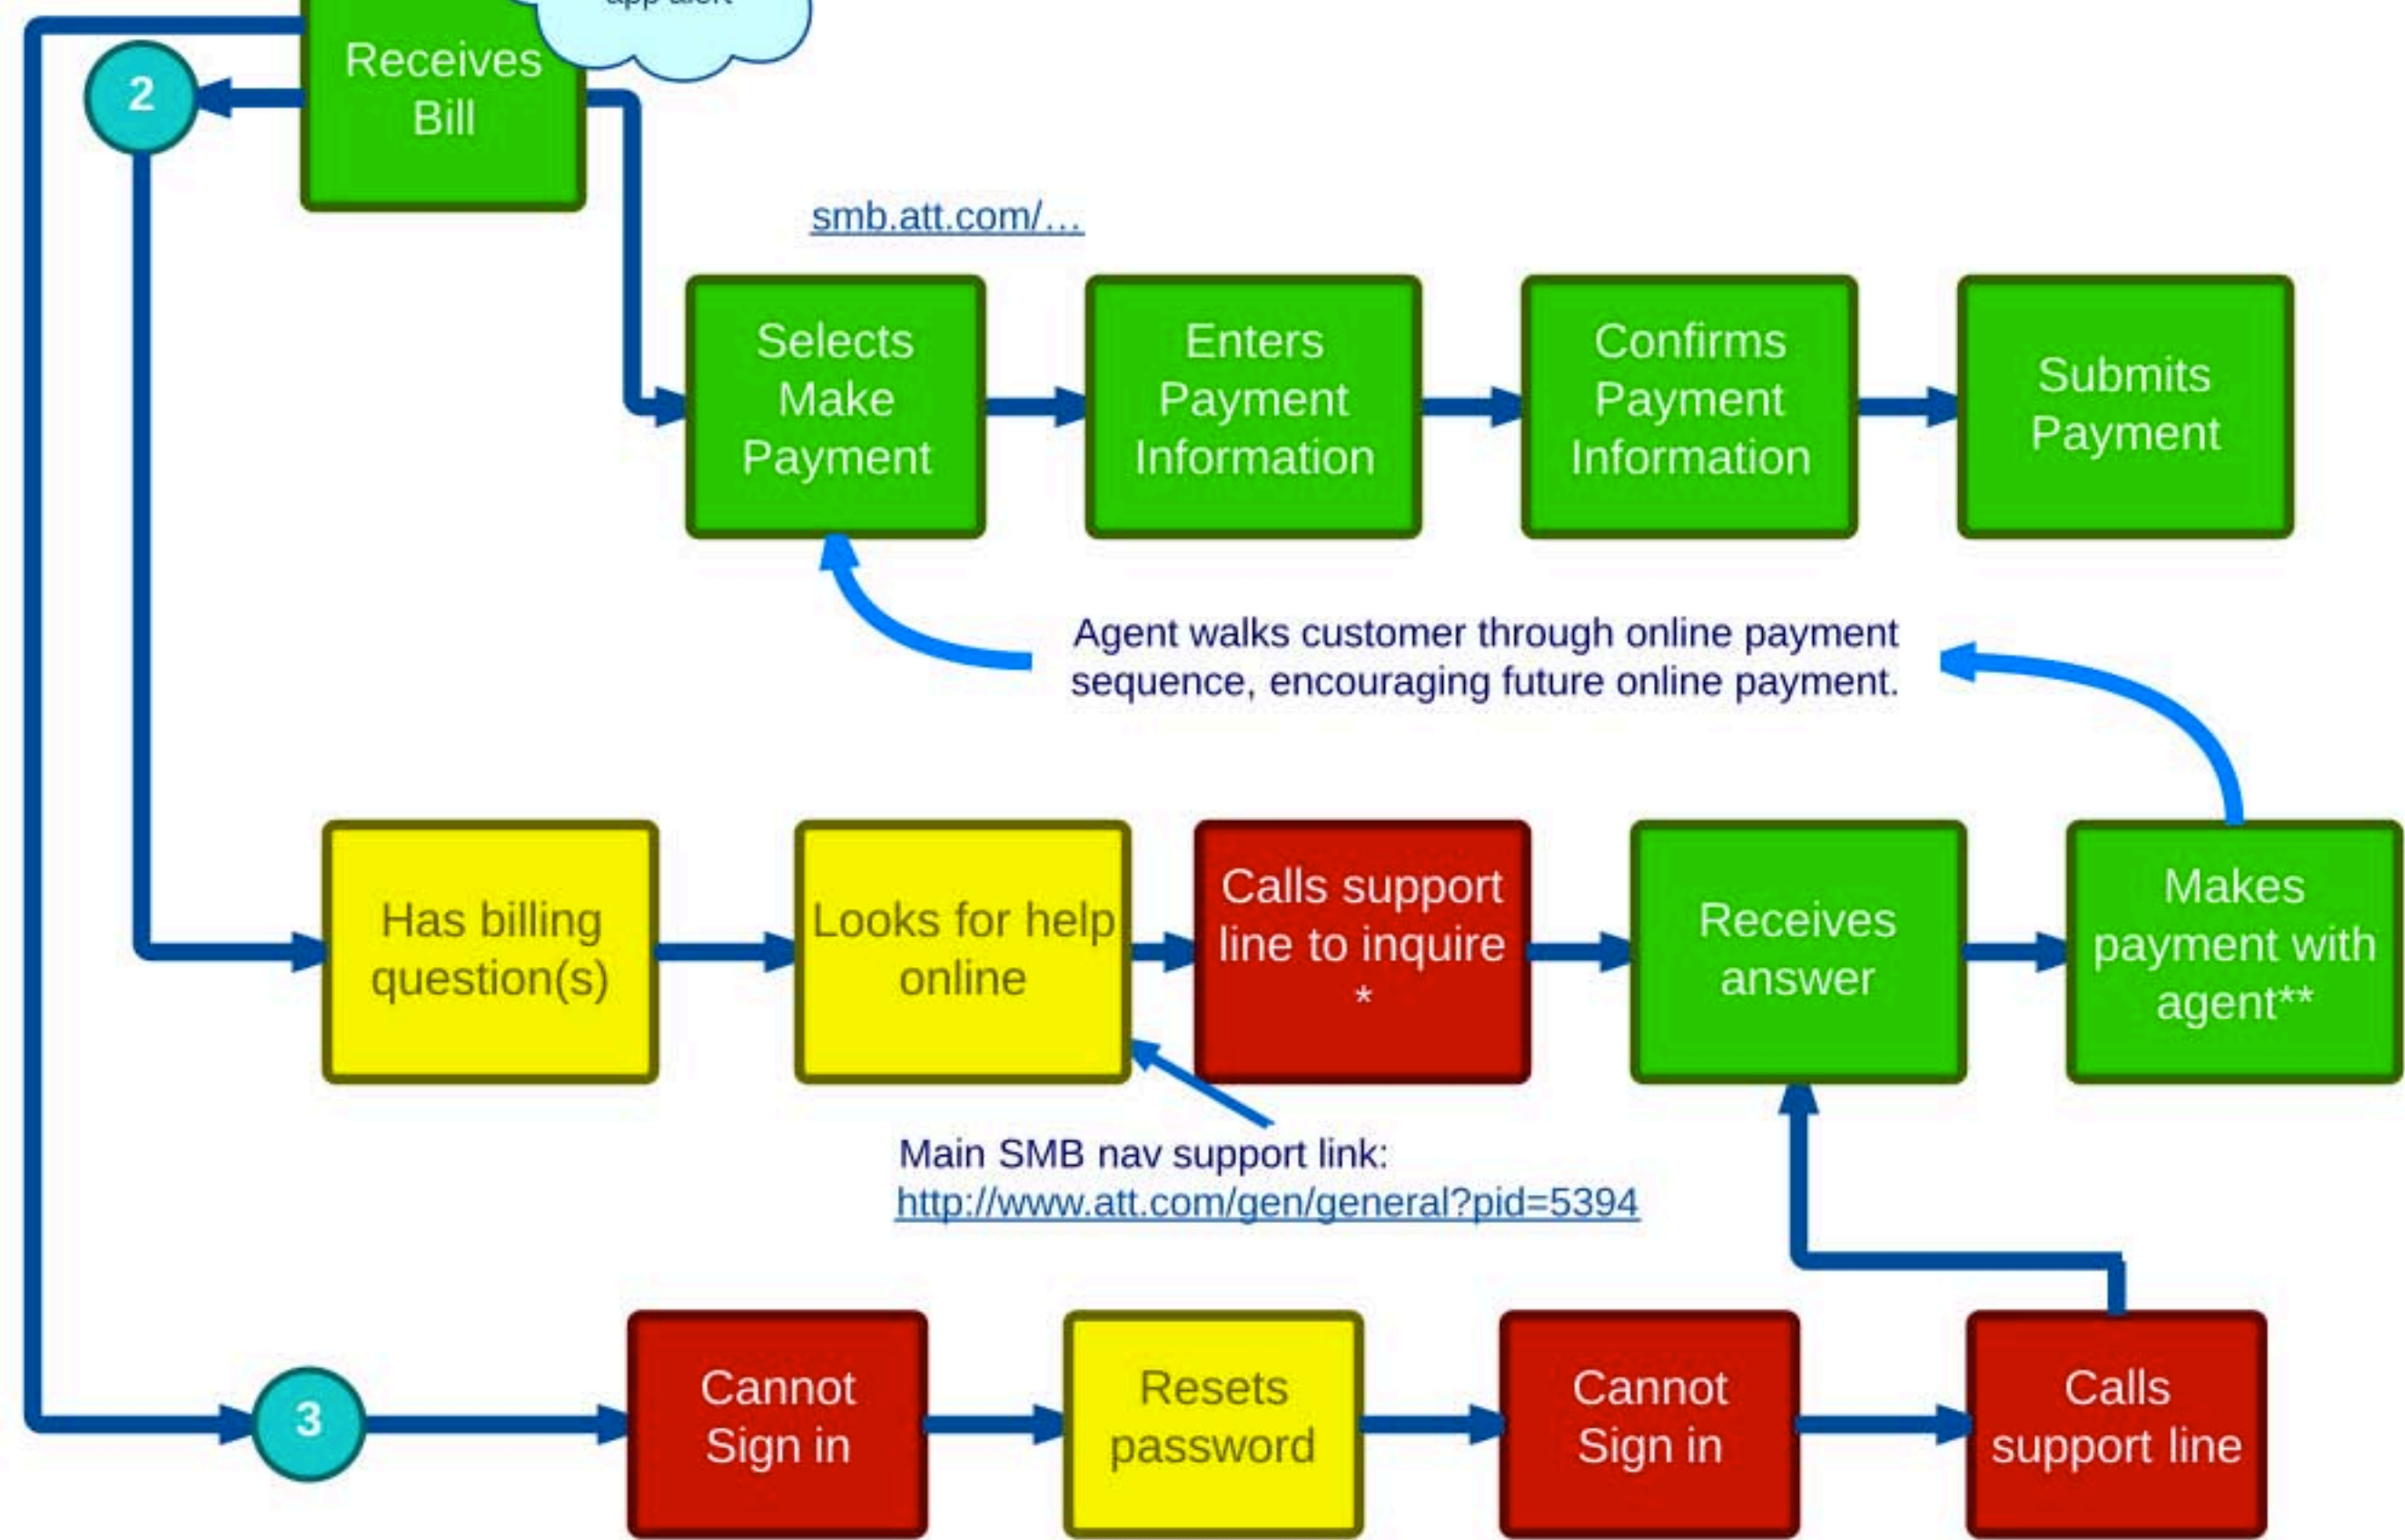 app alert
Receives
Bill
2
smb.att.com/...
Selects
Make
Payment
Enters
Payment
Information
Confirms
Payment
Information
Submits
Payment
Agent walks customer through online payment
sequence, encouraging future online payment.
Has billing
question(s)
Looks for help
online
Calls support
line to inquire
*
Receives
answer
Makes
payment with
agent**
Main SMB nav support link:
http://www.att.com/gen/general?pid=5394
3
Cannot
Sign in
Resets
password
Cannot
Sign in
Calls
support line